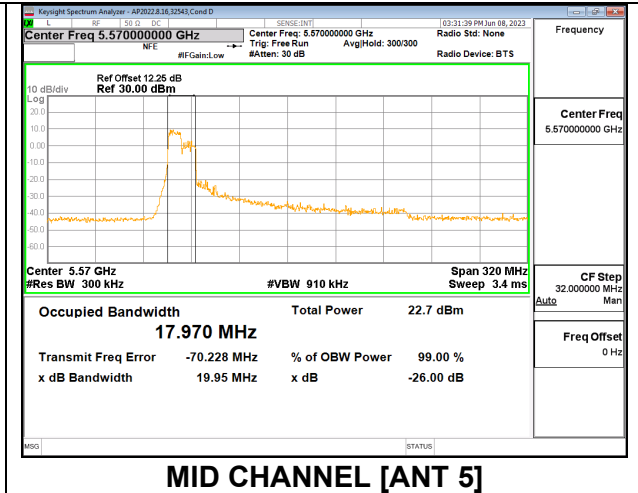 Keysight Spectrum Analyzer - AP2022.8.16,32543,Cond D
L RF 50 Ω DC SENSE:INT 03:31:39 PM Jun 08, 2023
Center Freq 5.570000000 GHz
NFE
#IFGain:Low
Center Freq: 5.570000000 GHz
Trig: Free Run Avg|Hold: 300/300
#Atten: 30 dB
Radio Std: None
Radio Device: BTS
Frequency
Ref Offset 12.25 dB
10 dB/div Ref 30.00 dBm
Log
20.0
10.0
0.00
-10.0
-20.0
-30.0
-40.0
-50.0
-60.0
Center Freq
5.570000000 GHz
Center 5.57 GHz Span 320 MHz
#Res BW 300 kHz #VBW 910 kHz Sweep 3.4 ms
CF Step
32.000000 MHz
Auto Man
Occupied Bandwidth Total Power 22.7 dBm
17.970 MHz
Transmit Freq Error -70.228 MHz % of OBW Power 99.00 %
x dB Bandwidth 19.95 MHz x dB -26.00 dB
Freq Offset
0 Hz
MSG STATUS
MID CHANNEL [ANT 5]